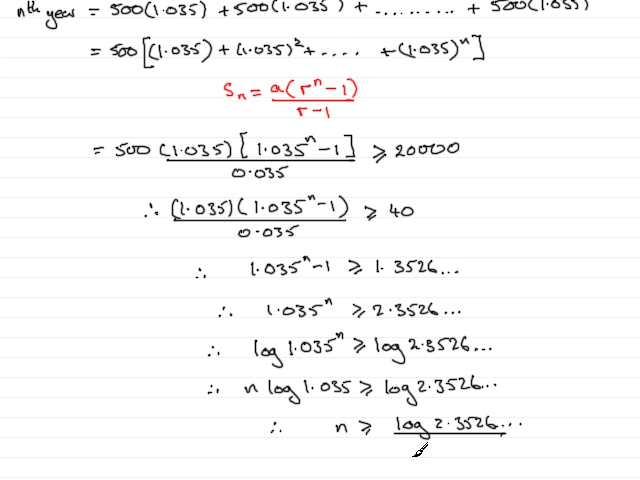 nth year = 500(1.035) + 500(1.035) + ......... + 500(1.035)
= 500[(1.035) + (1.035)² + .... + (1.035)ⁿ]
Sₙ = a(rⁿ - 1) / r - 1
= 500 (1.035)[1.035ⁿ - 1] / 0.035 ≥ 20000
∴ (1.035)(1.035ⁿ - 1) / 0.035 ≥ 40
∴ 1.035ⁿ - 1 ≥ 1.3526...
∴ 1.035ⁿ ≥ 2.3526...
∴ log 1.035ⁿ ≥ log 2.3526...
∴ n log 1.035 ≥ log 2.3526...
∴ n ≥ log 2.3526...